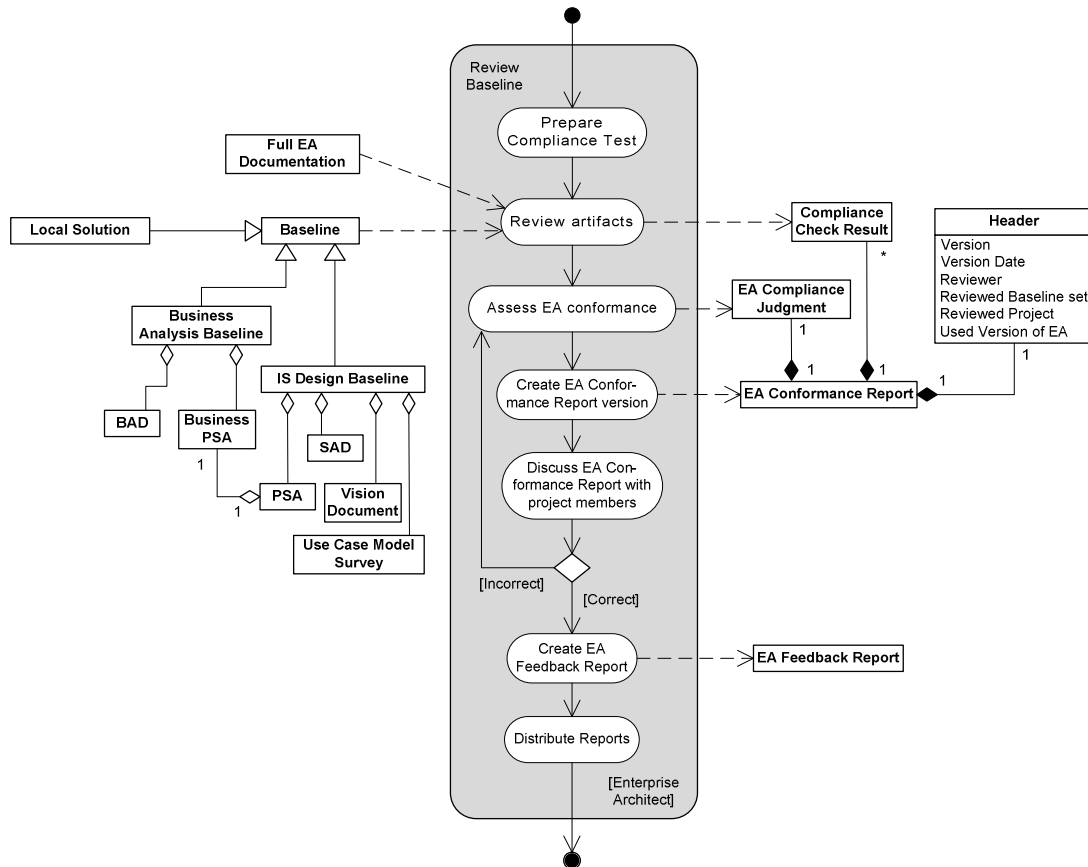 Review
Baseline
Prepare
Compliance Test
Full EA
Documentation
Review artifacts
Compliance
Check Result
Header
Version
Version Date
Reviewer
Reviewed Baseline set
Reviewed Project
Used Version of EA
Local Solution
Baseline
*
Assess EA conformance
EA Compliance
Judgment
Business
Analysis Baseline
1
1
1
1
1
IS Design Baseline
Create EA Confor-
mance Report version
EA Conformance Report
BAD
Business
PSA
SAD
1
PSA
1
Vision
Document
Use Case Model
Survey
Discuss EA Con-
formance Report with
project members
[Incorrect]
[Correct]
Create EA
Feedback Report
EA Feedback Report
Distribute Reports
[Enterprise
Architect]